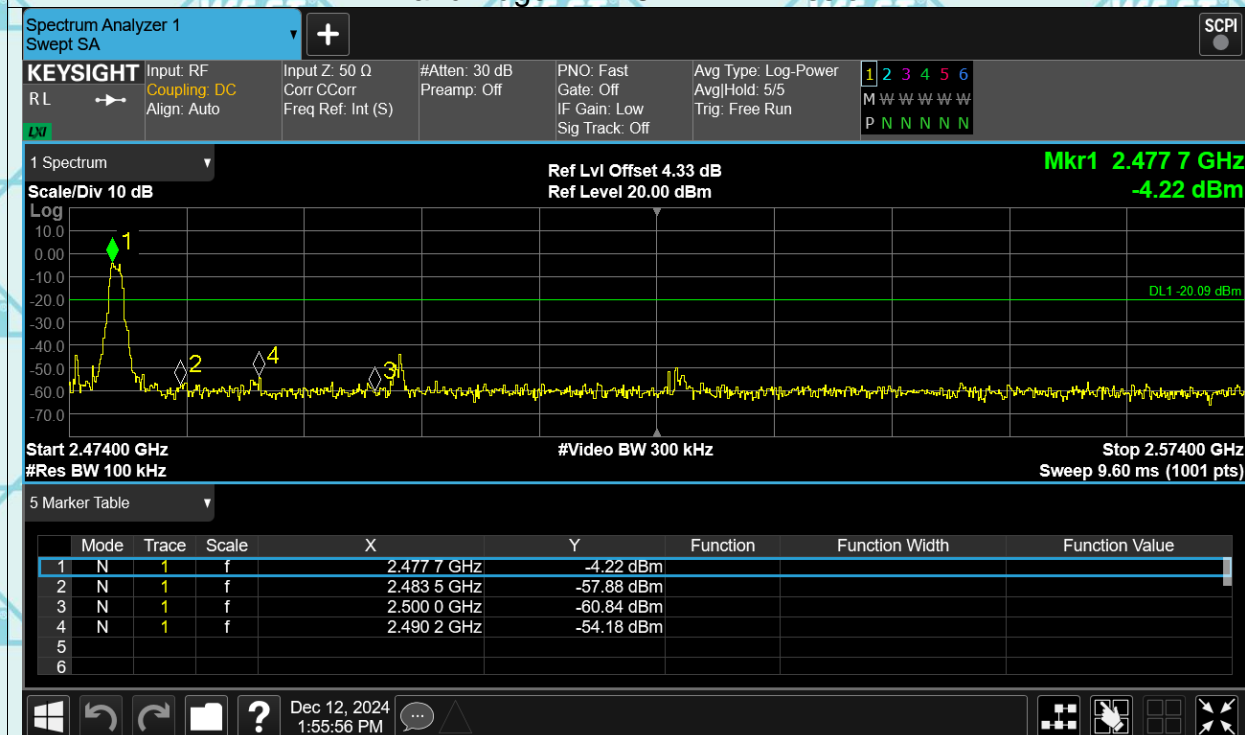 Spectrum Analyzer 1
Swept SA
+
SCPI
KEYSIGHT
RL
LXI
Input: RF
Coupling: DC
Align: Auto
Input Z: 50 Ω
Corr CCorr
Freq Ref: Int (S)
#Atten: 30 dB
Preamp: Off
PNO: Fast
Gate: Off
IF Gain: Low
Sig Track: Off
Avg Type: Log-Power
Avg|Hold: 5/5
Trig: Free Run
1 2 3 4 5 6
M W W W W W
P N N N N N
1 Spectrum
Scale/Div 10 dB
Ref Lvl Offset 4.33 dB
Ref Level 20.00 dBm
Mkr1 2.477 7 GHz
-4.22 dBm
Log
10.0
0.00
-10.0
-20.0
-30.0
-40.0
-50.0
-60.0
-70.0
1
2
4
3
DL1 -20.09 dBm
Start 2.47400 GHz
#Res BW 100 kHz
#Video BW 300 kHz
Stop 2.57400 GHz
Sweep 9.60 ms (1001 pts)
5 Marker Table
Mode Trace Scale X Y Function Function Width Function Value
1 N 1 f 2.477 7 GHz -4.22 dBm
2 N 1 f 2.483 5 GHz -57.88 dBm
3 N 1 f 2.500 0 GHz -60.84 dBm
4 N 1 f 2.490 2 GHz -54.18 dBm
5
6
?
Dec 12, 2024
1:55:56 PM